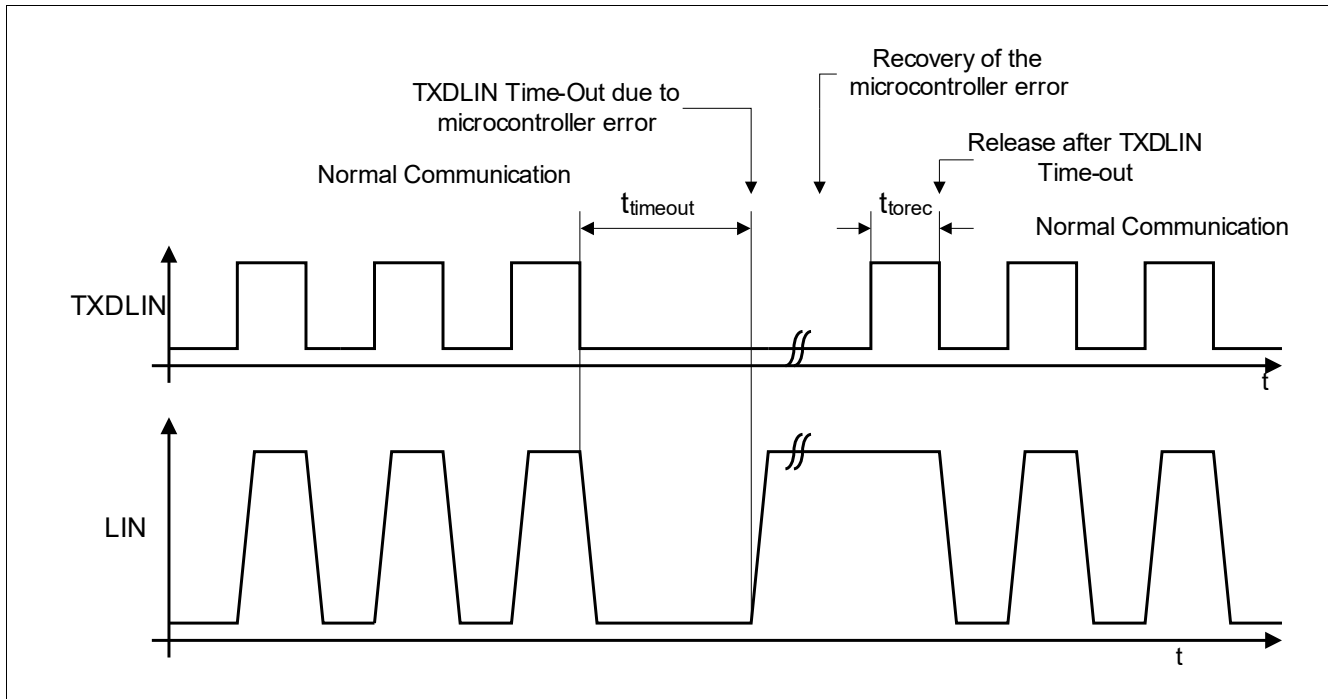 Recovery of the
microcontroller error
TXDLIN Time-Out due to
microcontroller error
Release after TXDLIN
Time-out
Normal Communication
ttimeout
ttorec
Normal Communication
TXDLIN
t
LIN
t